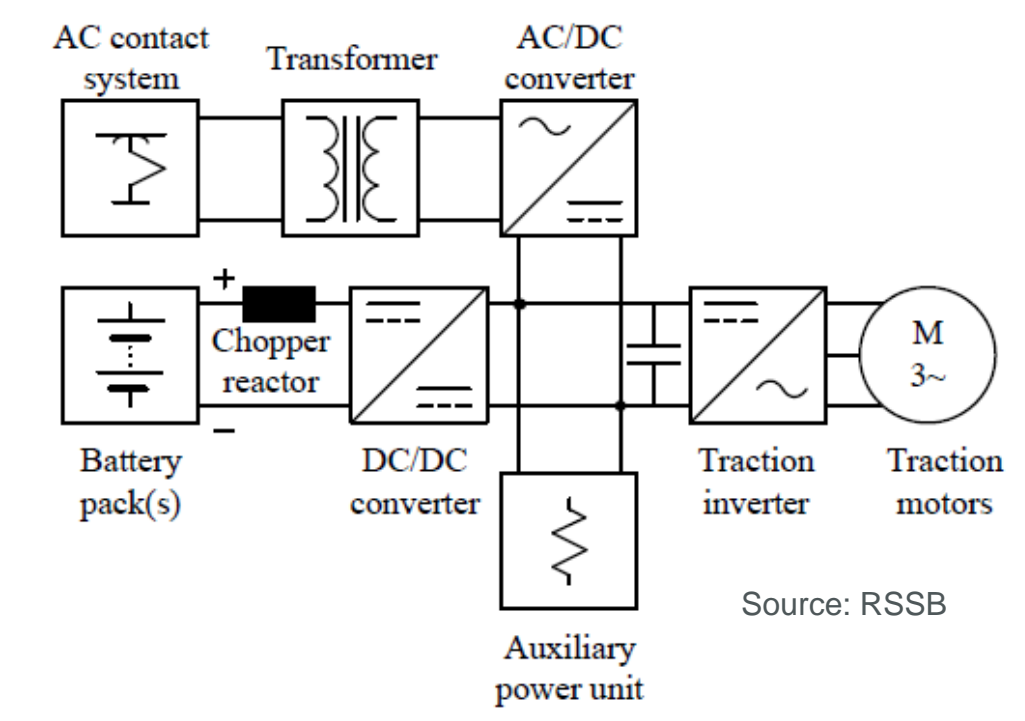 AC contact
system
Transformer
AC/DC
converter
+
Chopper
reactor
−
Battery
pack(s)
DC/DC
converter
M
3~
Traction
inverter
Traction
motors
Auxiliary
power unit
Source: RSSB